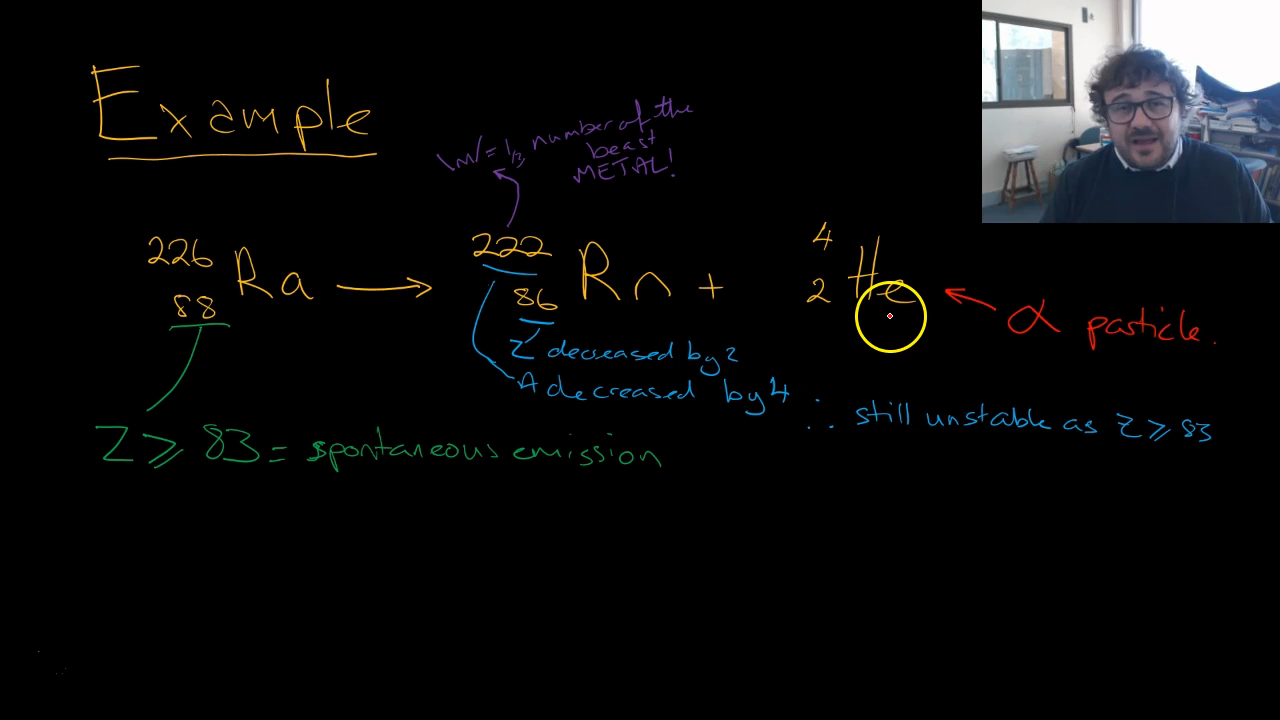 Example
\m/ = 1/3 number of the
beast
METAL!
226 222 4
Ra → Rn + He
88 86 2
α particle.
Z decreased by 2
A decreased by 4
∴ still unstable as Z ≥ 83
Z ≥ 83 = spontaneous emission